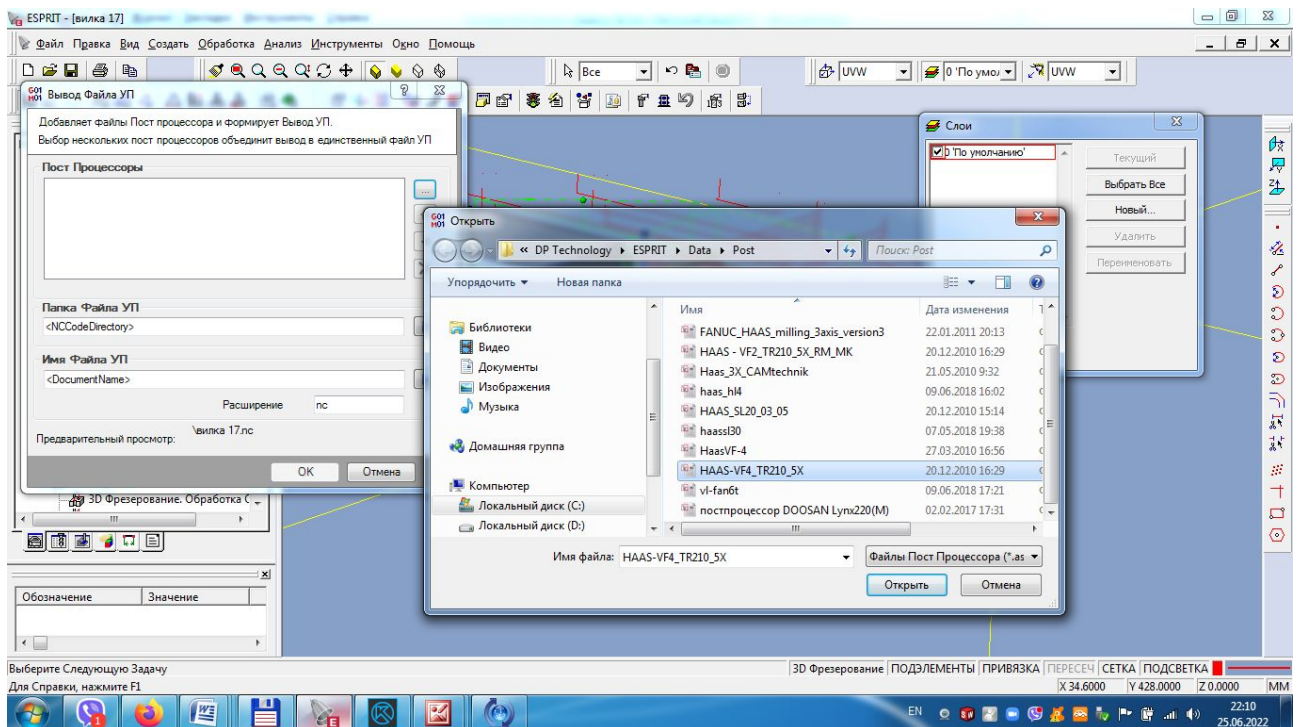 ESPRIT - [вилка 17]
Файл Правка Вид Создать Обработка Анализ Инструменты Окно Помощь
Все
UVW
0 'По умол
UVW
G01
M01
Вывод Файла УП
Добавляет файлы Пост процессора и формирует Вывод УП.
Выбор нескольких пост процессоров объединит вывод в единственный файл УП
Пост Процессоры
...
Папка Файла УП
<NCCodeDirectory>
Имя Файла УП
<DocumentName>
Расширение nc
Предварительный просмотр: \вилка 17.nc
OK Отмена
Слои
0 'По умолчанию'
Текущий
Выбрать Все
Новый...
Удалить
Переименовать
G01
M01
Открыть
« DP Technology ▸ ESPRIT ▸ Data ▸ Post
Поиск: Post
Упорядочить Новая папка
Библиотеки
Видео
Документы
Изображения
Музыка
Домашняя группа
Компьютер
Локальный диск (C:)
Локальный диск (D:)
Имя Дата изменения
FANUC_HAAS_milling_3axis_version3 22.01.2011 20:13
HAAS - VF2_TR210_5X_RM_MK 20.12.2010 16:29
Haas_3X_CAMtechnik 21.05.2010 9:32
haas_hl4 09.06.2018 16:02
HAAS_SL20_03_05 20.12.2010 15:14
haassl30 07.05.2018 19:38
HaasVF-4 27.03.2010 16:56
HAAS-VF4_TR210_5X 20.12.2010 16:29
vl-fan6t 09.06.2018 17:21
постпроцессор DOOSAN Lynx220(M) 02.02.2017 17:31
Имя файла: HAAS-VF4_TR210_5X
Файлы Пост Процессора (*.as
Открыть Отмена
3D Фрезерование. Обработка С
Обозначение Значение
Выберите Следующую Задачу
3D Фрезерование ПОДЭЛЕМЕНТЫ ПРИВЯЗКА ПЕРЕСЕЧ СЕТКА ПОДСВЕТКА
Для Справки, нажмите F1
X 34.6000 Y 428.0000 Z 0.0000 MM
EN
22:10
25.06.2022